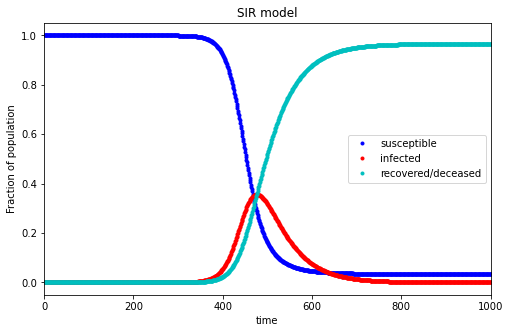 SIR model
Fraction of population
1.0
0.8
0.6
0.4
0.2
0.0
susceptible
infected
recovered/deceased
0
200
400
600
800
1000
time